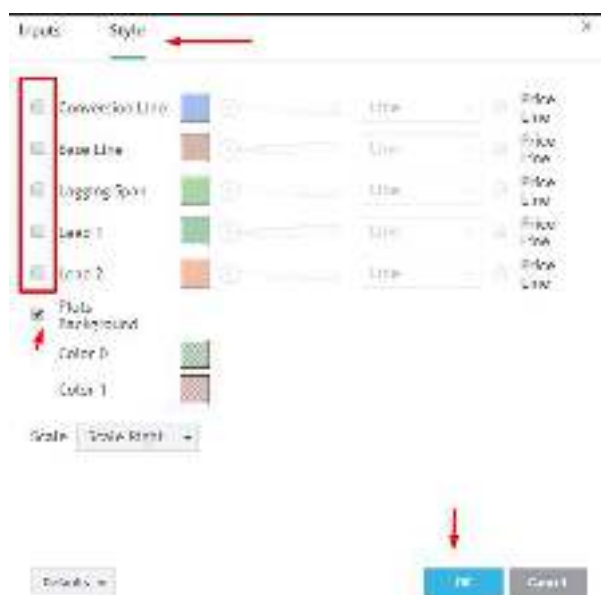 Inputs Style ×
Conversion Line Line Price Line
Base Line Line Price Line
Lagging Span Line Price Line
Lead 1 Line Price Line
Lead 2 Line Price Line
Plots Background
Color 0
Color 1
Scale Scale Right
Defaults OK Cancel